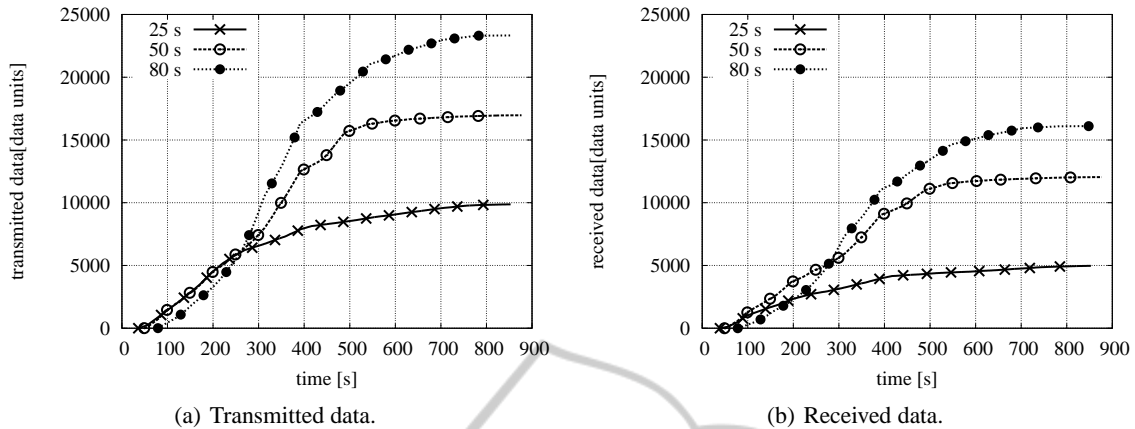 25 s
50 s
80 s
25000
20000
15000
10000
5000
0
transmitted data[data units]
0 100 200 300 400 500 600 700 800 900
time [s]
(a) Transmitted data.
25 s
50 s
80 s
25000
20000
15000
10000
5000
0
received data[data units]
0 100 200 300 400 500 600 700 800 900
time [s]
(b) Received data.